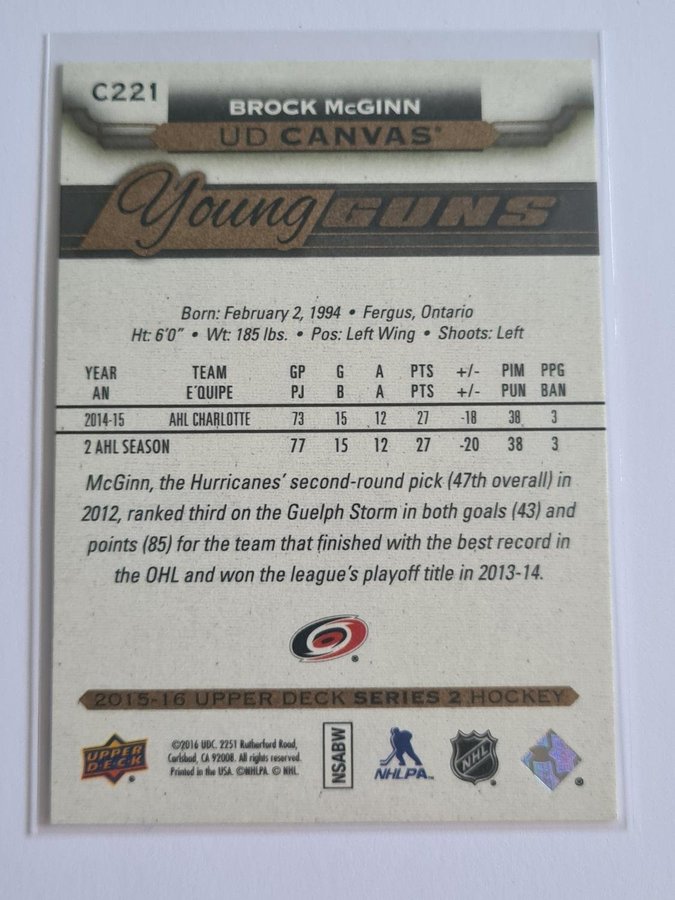 C221
BROCK McGINN
UD CANVAS®
Young GUNS
Born: February 2, 1994 • Fergus, Ontario
Ht: 6'0" • Wt: 185 lbs. • Pos: Left Wing • Shoots: Left
YEAR TEAM GP G A PTS +/- PIM PPG
AN E'QUIPE PJ B A PTS +/- PUN BAN
2014-15 AHL CHARLOTTE 73 15 12 27 -18 38 3
2 AHL SEASON 77 15 12 27 -20 38 3
McGinn, the Hurricanes' second-round pick (47th overall) in
2012, ranked third on the Guelph Storm in both goals (43) and
points (85) for the team that finished with the best record in
the OHL and won the league's playoff title in 2013-14.
®
2015-16 UPPER DECK SERIES 2 HOCKEY
UPPER
D•E•C•K
®
©2016 UDC. 2251 Rutherford Road,
Carlsbad, CA 92008. All rights reserved.
Printed in the USA. ©NHLPA. © NHL.
NSABW
NHLPA™
NHL
®